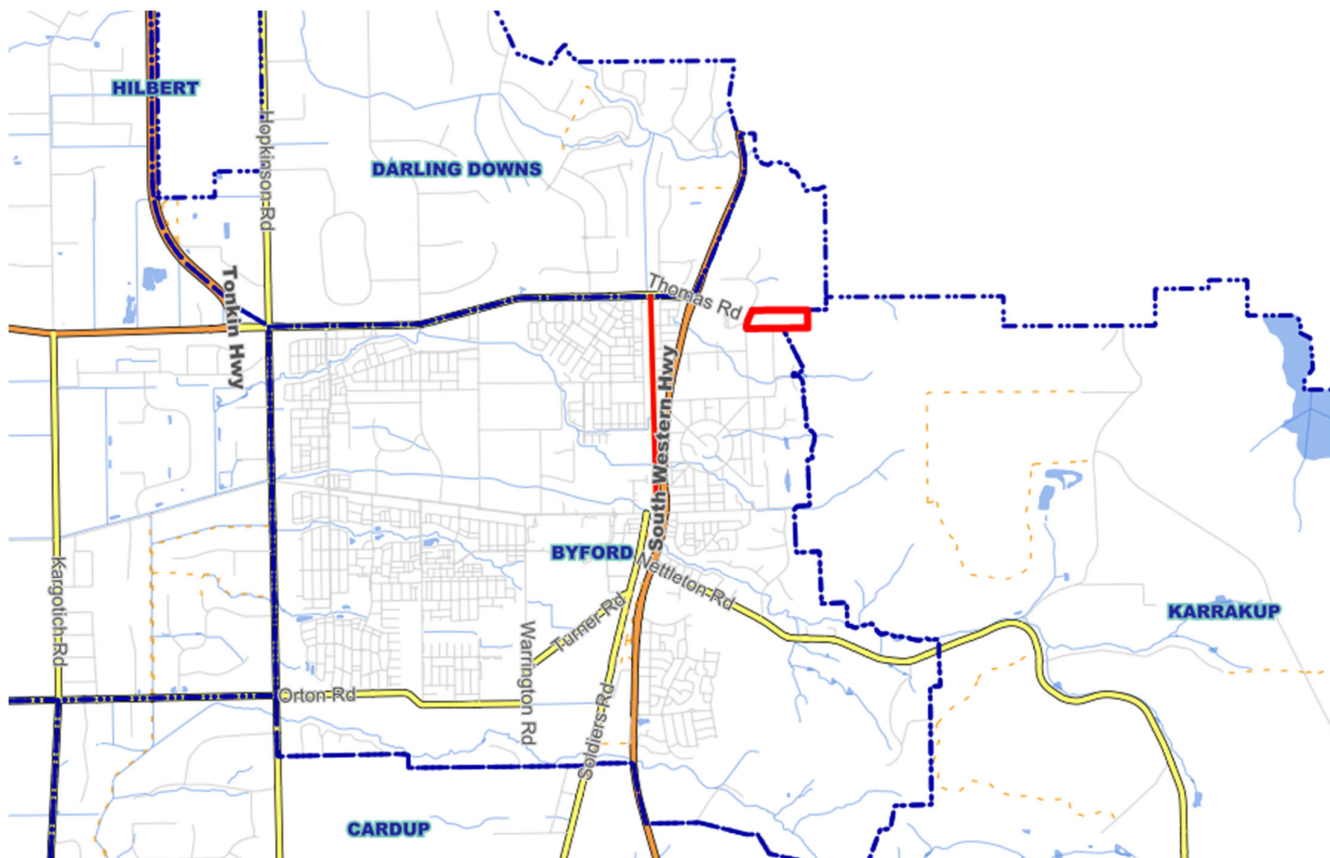 HILBERT
Hopkinson Rd
DARLING DOWNS
Tonkin Hwy
Thomas Rd
South Western Hwy
BYFORD
Nettleton Rd
Kargotich Rd
Turner Rd
KARRAKUP
Warrington Rd
Orton Rd
Soldiers Rd
CARDUP